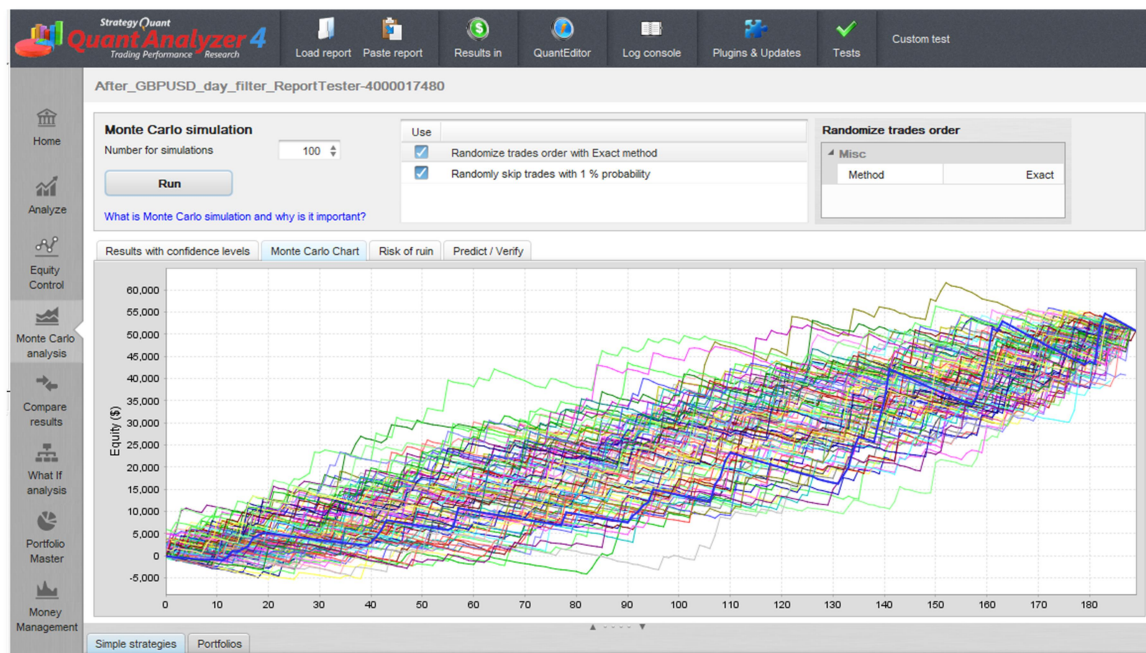 StrategyQuant
QuantAnalyzer 4
Trading Performance Research
Load report
Paste report
Results in
QuantEditor
Log console
Plugins & Updates
Tests
Custom test
After_GBPUSD_day_filter_ReportTester-4000017480
Home
Analyze
Equity
Control
Monte Carlo
analysis
Compare
results
What If
analysis
Portfolio
Master
Money
Management
Monte Carlo simulation
Number for simulations
100
Run
What is Monte Carlo simulation and why is it important?
Use
Randomize trades order with Exact method
Randomly skip trades with 1 % probability
Randomize trades order
Misc
Method Exact
Results with confidence levels
Monte Carlo Chart
Risk of ruin
Predict / Verify
Equity ($)
60,000
55,000
50,000
45,000
40,000
35,000
30,000
25,000
20,000
15,000
10,000
5,000
0
-5,000
0 10 20 30 40 50 60 70 80 90 100 110 120 130 140 150 160 170 180
Simple strategies
Portfolios